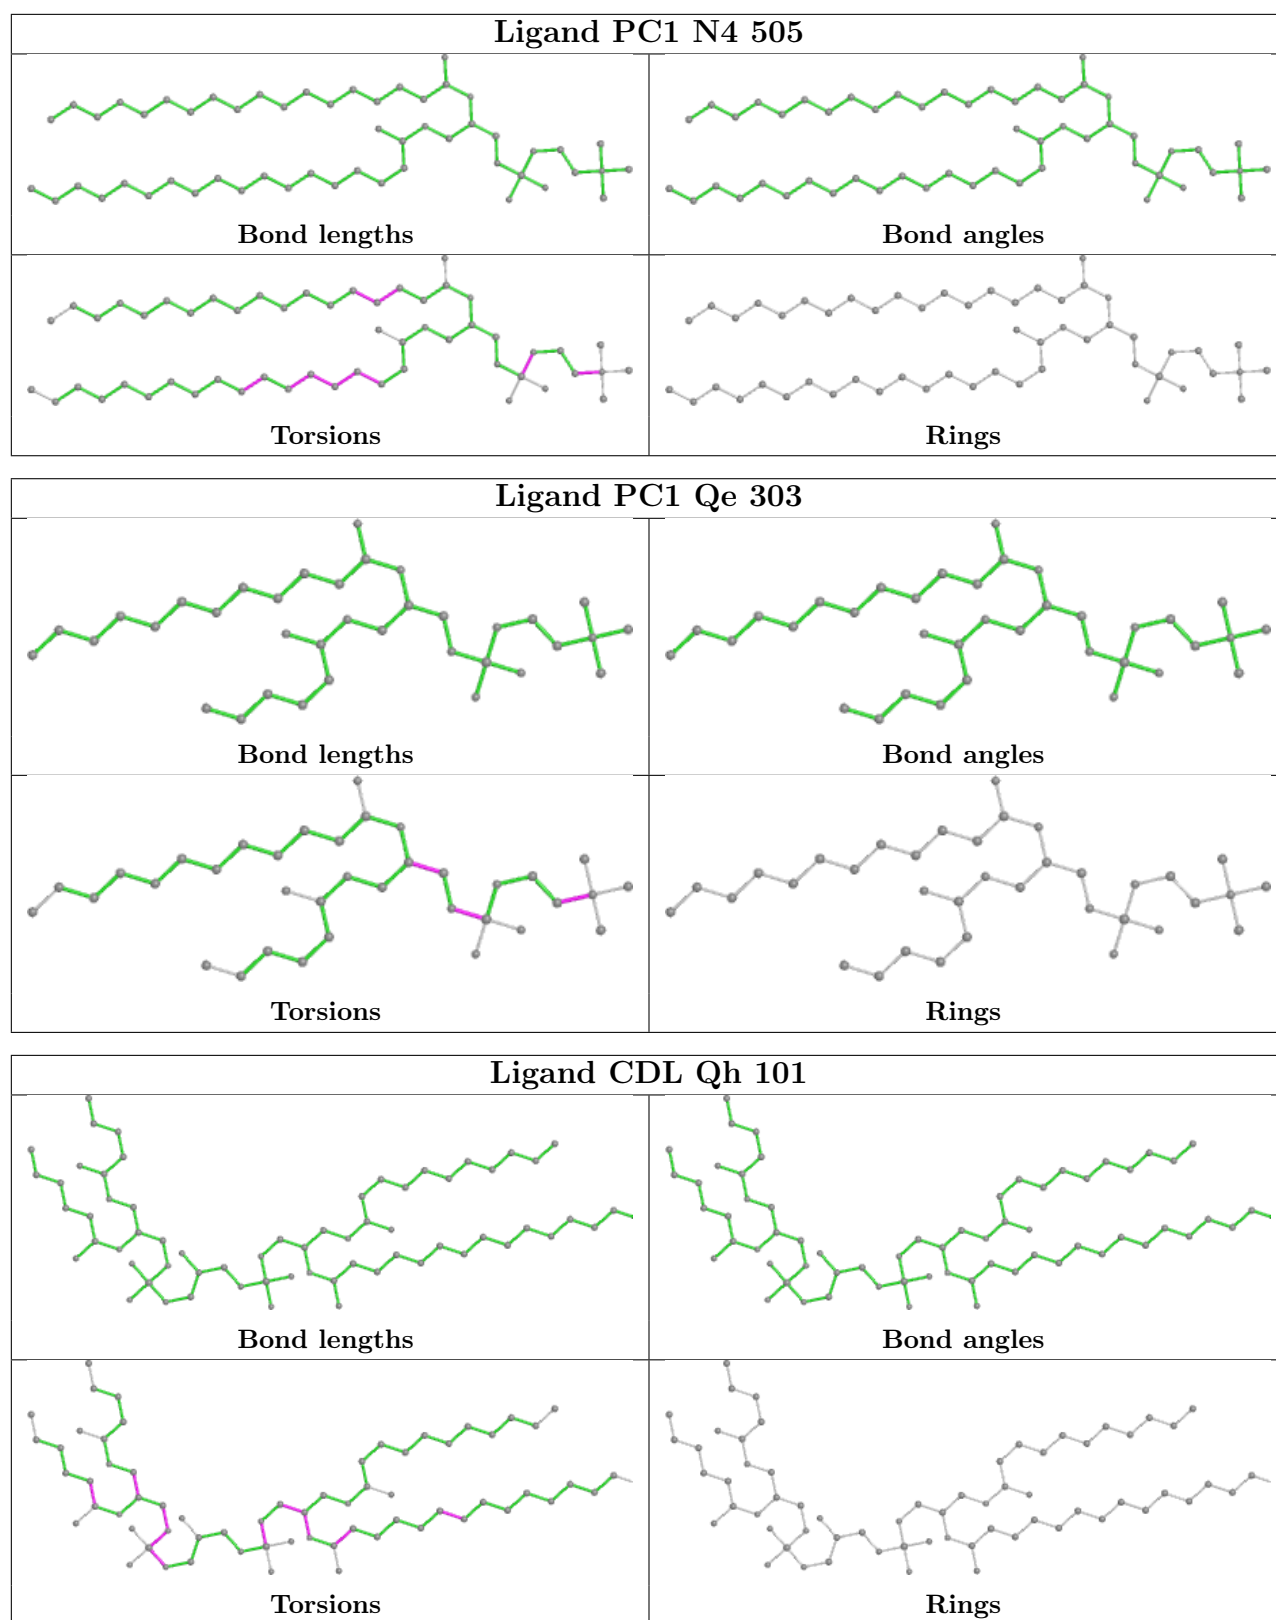 Ligand PC1 N4 505
Bond lengths
Bond angles
Torsions
Rings
Ligand PC1 Qe 303
Bond lengths
Bond angles
Torsions
Rings
Ligand CDL Qh 101
Bond lengths
Bond angles
Torsions
Rings